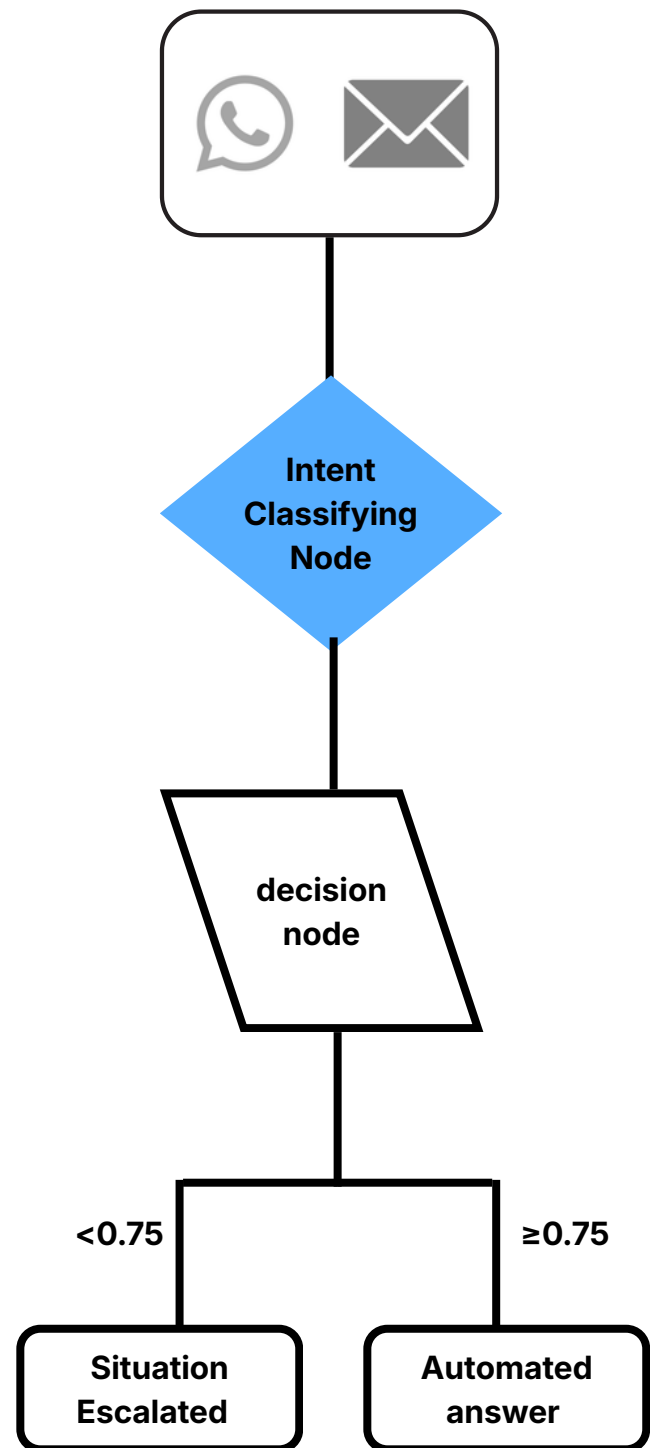 Intent
Classifying
Node
decision
node
<0.75
≥0.75
Situation
Escalated
Automated
answer